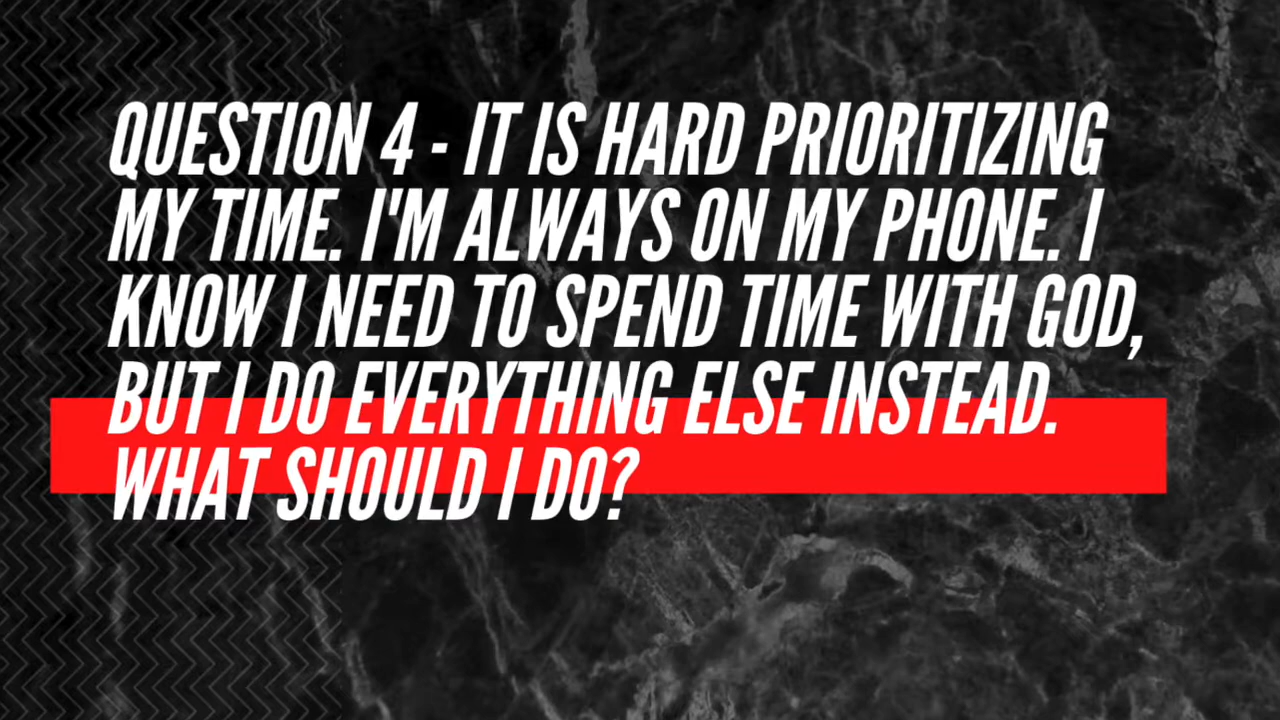 QUESTION 4 - IT IS HARD PRIORITIZING
MY TIME. I'M ALWAYS ON MY PHONE. I
KNOW I NEED TO SPEND TIME WITH GOD,
BUT I DO EVERYTHING ELSE INSTEAD.
WHAT SHOULD I DO?